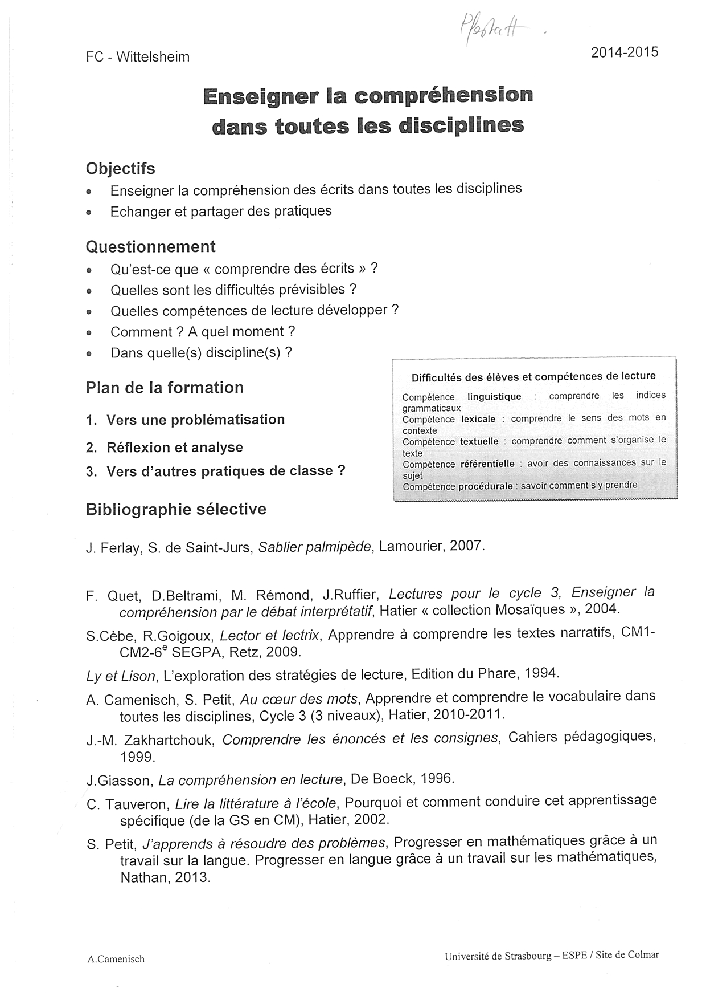 Pfastatt.
FC - Wittelsheim
2014-2015
Enseigner la compréhension
dans toutes les disciplines
Objectifs
• Enseigner la compréhension des écrits dans toutes les disciplines
• Echanger et partager des pratiques
Questionnement
• Qu'est-ce que « comprendre des écrits » ?
• Quelles sont les difficultés prévisibles ?
• Quelles compétences de lecture développer ?
• Comment ? A quel moment ?
• Dans quelle(s) discipline(s) ?
Plan de la formation
1. Vers une problématisation
2. Réflexion et analyse
3. Vers d'autres pratiques de classe ?
Difficultés des élèves et compétences de lecture
Compétence linguistique : comprendre les indices
grammaticaux
Compétence lexicale : comprendre le sens des mots en
contexte
Compétence textuelle : comprendre comment s'organise le
texte
Compétence référentielle : avoir des connaissances sur le
sujet
Compétence procédurale : savoir comment s'y prendre
Bibliographie sélective
J. Ferlay, S. de Saint-Jurs, Sablier palmipède, Lamourier, 2007.
F. Quet, D.Beltrami, M. Rémond, J.Ruffier, Lectures pour le cycle 3, Enseigner la
compréhension par le débat interprétatif, Hatier « collection Mosaïques », 2004.
S.Cèbe, R.Goigoux, Lector et lectrix, Apprendre à comprendre les textes narratifs, CM1-
CM2-6e SEGPA, Retz, 2009.
Ly et Lison, L'exploration des stratégies de lecture, Edition du Phare, 1994.
A. Camenisch, S. Petit, Au cœur des mots, Apprendre et comprendre le vocabulaire dans
toutes les disciplines, Cycle 3 (3 niveaux), Hatier, 2010-2011.
J.-M. Zakhartchouk, Comprendre les énoncés et les consignes, Cahiers pédagogiques,
1999.
J.Giasson, La compréhension en lecture, De Boeck, 1996.
C. Tauveron, Lire la littérature à l'école, Pourquoi et comment conduire cet apprentissage
spécifique (de la GS en CM), Hatier, 2002.
S. Petit, J'apprends à résoudre des problèmes, Progresser en mathématiques grâce à un
travail sur la langue. Progresser en langue grâce à un travail sur les mathématiques,
Nathan, 2013.
A.Camenisch
Université de Strasbourg – ESPE / Site de Colmar